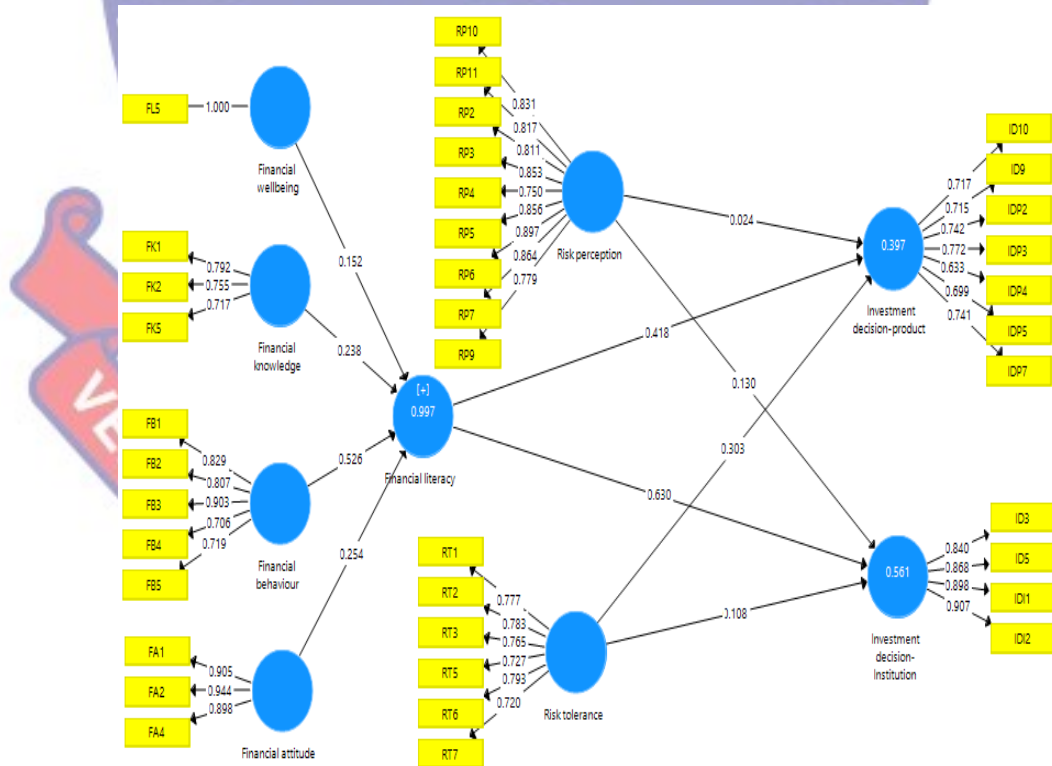 FL5
1.000
Financial
wellbeing
0.152
FK1
FK2
FK5
0.792
0.755
0.717
Financial
knowledge
0.238
FB1
FB2
FB3
FB4
FB5
0.829
0.807
0.903
0.706
0.719
Financial
behaviour
0.526
FA1
FA2
FA4
0.905
0.944
0.898
Financial attitude
0.254
[+]
0.997
Financial literacy
RP10
RP11
RP2
RP3
RP4
RP5
RP6
RP7
RP9
0.831
0.817
0.811
0.853
0.750
0.856
0.897
0.864
0.779
Risk perception
0.024
0.418
0.130
0.303
0.630
0.108
RT1
RT2
RT3
RT5
RT6
RT7
0.777
0.783
0.765
0.727
0.793
0.720
Risk tolerance
0.397
Investment
decision-product
0.717
0.715
0.742
0.772
0.633
0.699
0.741
ID10
ID9
IDP2
IDP3
IDP4
IDP5
IDP7
0.561
Investment
decision-
Institution
0.840
0.868
0.898
0.907
ID3
ID5
IDI1
IDI2